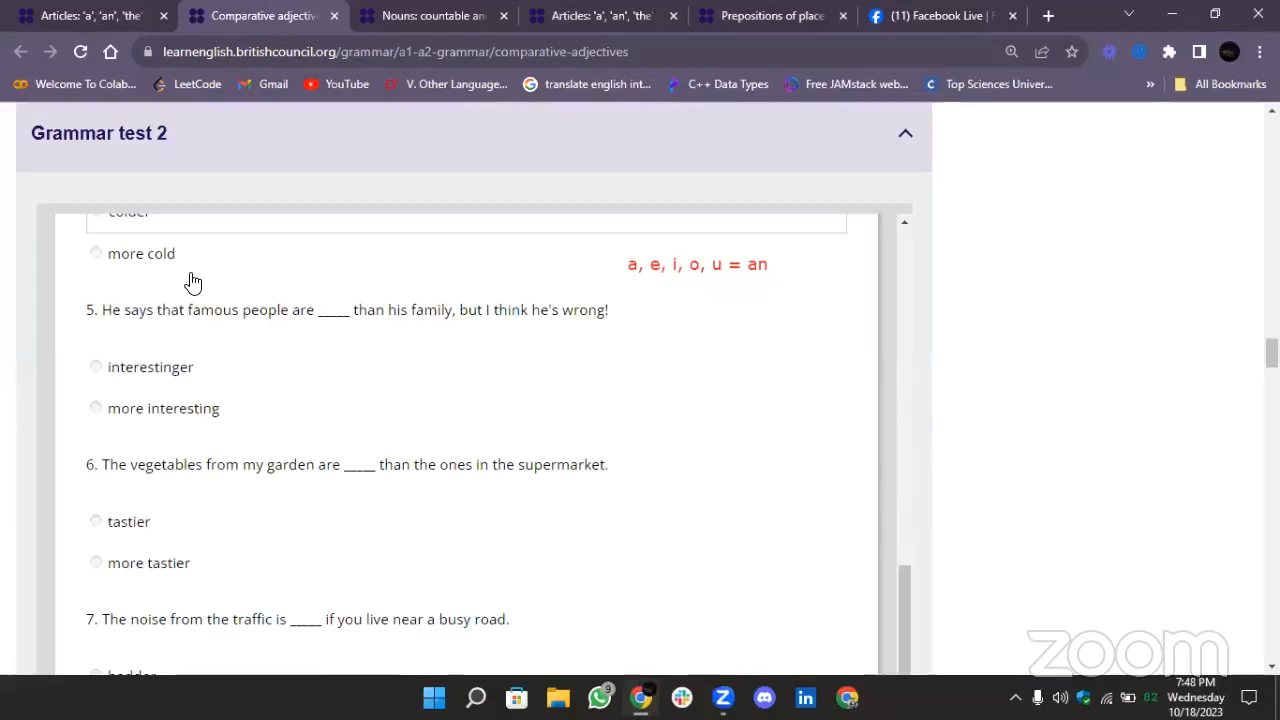 Articles: 'a', 'an', 'the'
Comparative adjectiv
Nouns: countable an
Articles: 'a', 'an', 'the'
Prepositions of place
(11) Facebook Live | F
learnenglish.britishcouncil.org/grammar/a1-a2-grammar/comparative-adjectives
Welcome To Colab...
LeetCode
Gmail
YouTube
V. Other Language...
translate english int...
C++ Data Types
Free JAMstack web...
Top Sciences Univer...
»
All Bookmarks
Grammar test 2
colder
more cold
a, e, i, o, u = an
5. He says that famous people are _____ than his family, but I think he's wrong!
interestinger
more interesting
6. The vegetables from my garden are _____ than the ones in the supermarket.
tastier
more tastier
7. The noise from the traffic is _____ if you live near a busy road.
zoom
9
82
7:48 PM
Wednesday
10/18/2023